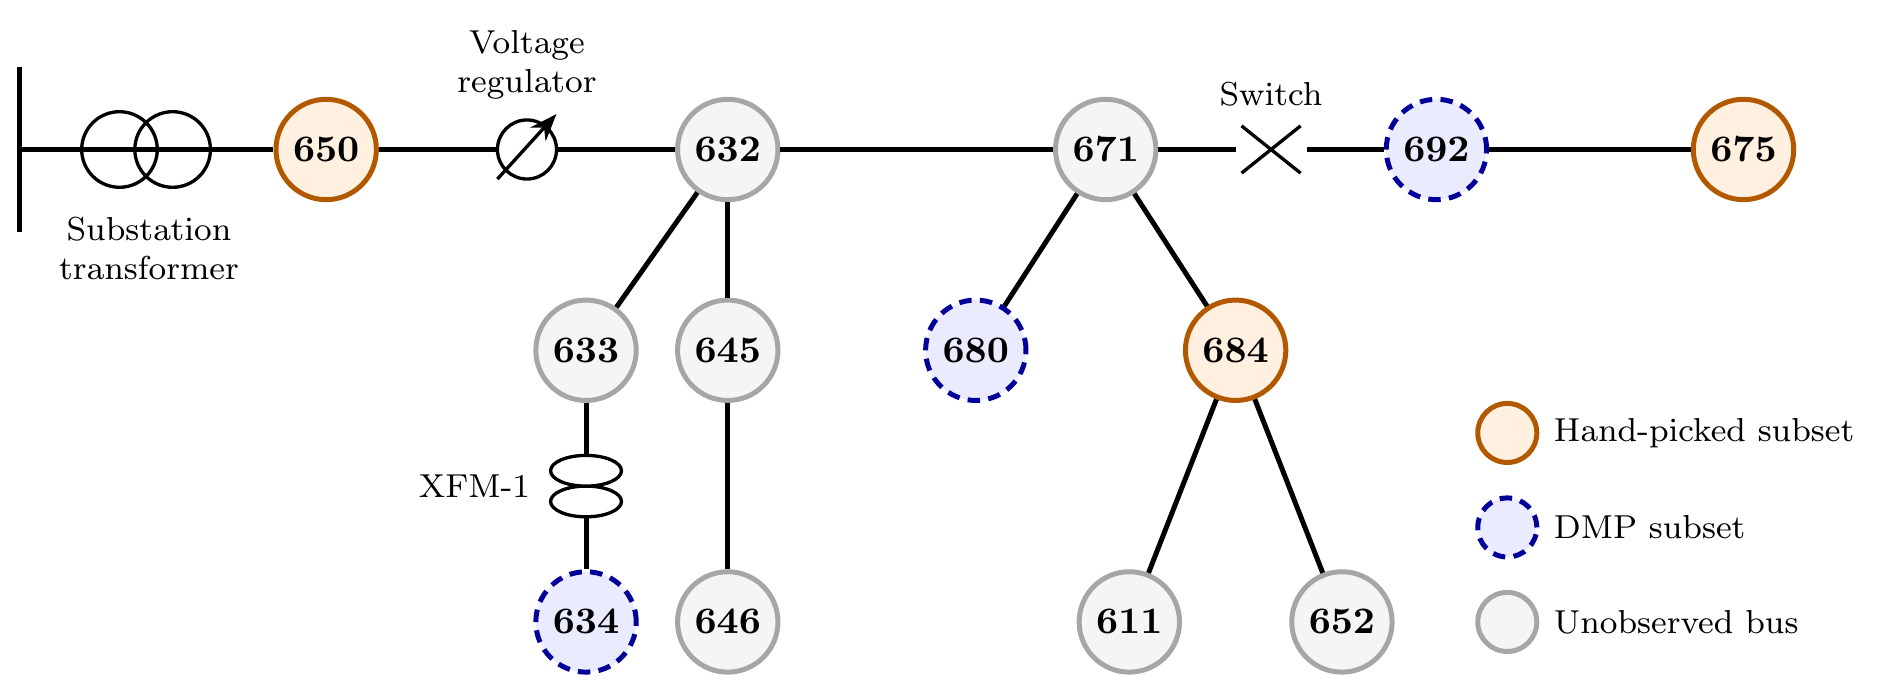 Voltage
regulator
Switch
650
632
671
692
675
Substation
transformer
633
645
680
684
Hand-picked subset
XFM-1
DMP subset
634
646
611
652
Unobserved bus